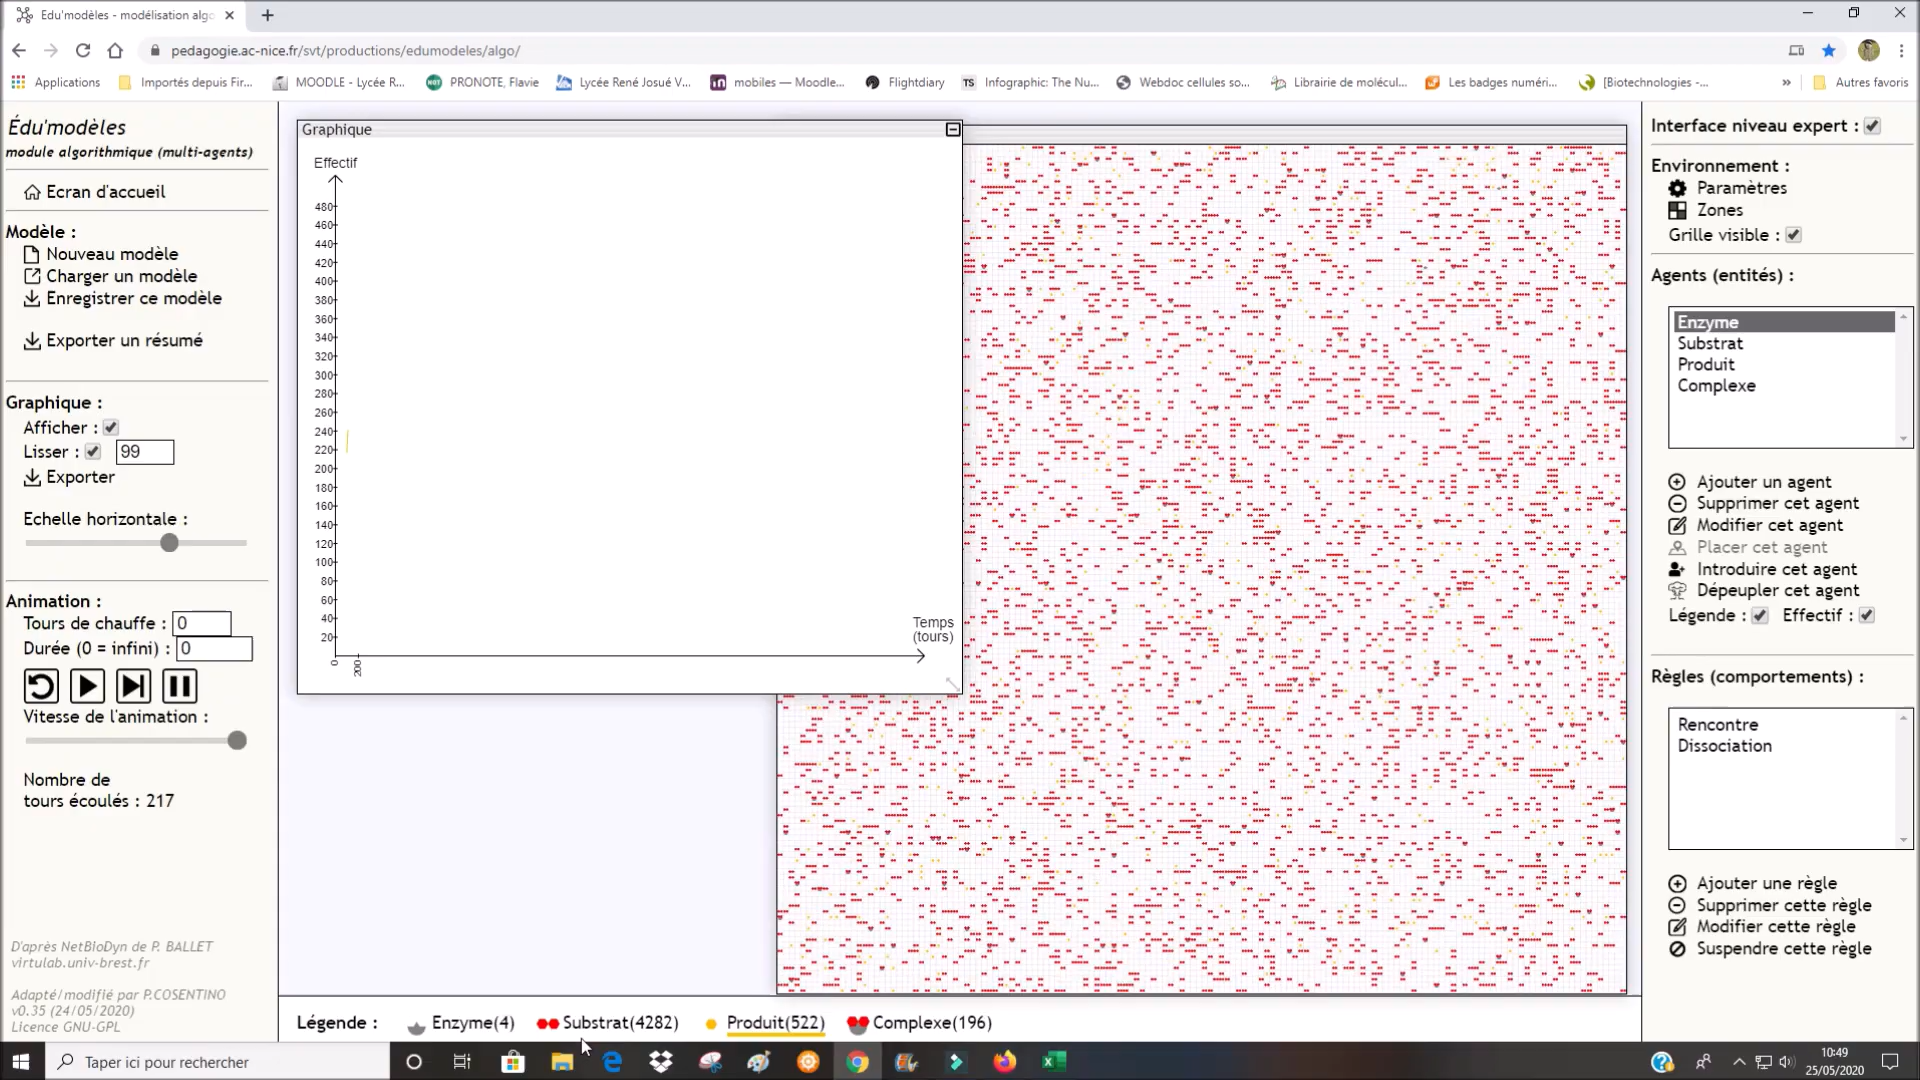 Edu'modèles - modélisation algo
pedagogie.ac-nice.fr/svt/productions/edumodeles/algo/
Applications
Importés depuis Fir...
MOODLE - Lycée R...
PRONOTE, Flavie
Lycée René Josué V...
mobiles — Moodle...
Flightdiary
TS
Infographic: The Nu...
Webdoc cellules so...
Librairie de molécul...
Les badges numéri...
[Biotechnologies -...
»
Autres favoris
Édu'modèles
module algorithmique (multi-agents)
Ecran d'accueil
Modèle :
Nouveau modèle
Charger un modèle
Enregistrer ce modèle
Exporter un résumé
Graphique :
Afficher :
Lisser :
99
Exporter
Echelle horizontale :
Animation :
Tours de chauffe : 0
Durée (0 = infini) : 0
Vitesse de l'animation :
Nombre de
tours écoulés : 217
D'après NetBioDyn de P. BALLET
virtulab.univ-brest.fr
Adapté/modifié par P.COSENTINO
v0.35 (24/05/2020)
Licence GNU-GPL
Graphique
Effectif
480
460
440
420
400
380
360
340
320
300
280
260
240
220
200
180
160
140
120
100
80
60
40
20
0
200
Temps
(tours)
Légende :
Enzyme(4)
Substrat(4282)
Produit(522)
Complexe(196)
Interface niveau expert :
Environnement :
Paramètres
Zones
Grille visible :
Agents (entités) :
Enzyme
Substrat
Produit
Complexe
Ajouter un agent
Supprimer cet agent
Modifier cet agent
Placer cet agent
Introduire cet agent
Dépeupler cet agent
Légende :
Effectif :
Règles (comportements) :
Rencontre
Dissociation
Ajouter une règle
Supprimer cette règle
Modifier cette règle
Suspendre cette règle
Taper ici pour rechercher
10:49
25/05/2020